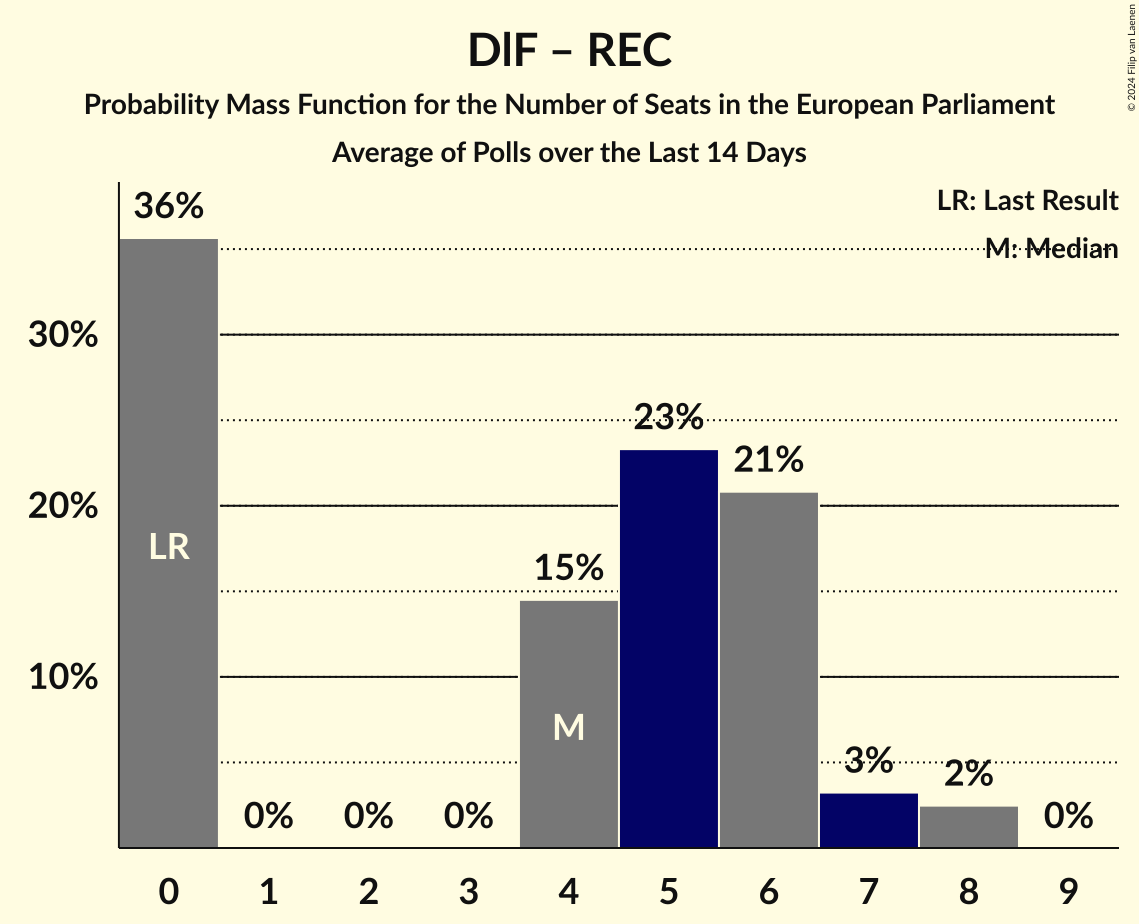 DIF – REC
Probability Mass Function for the Number of Seats in the European Parliament
Average of Polls over the Last 14 Days
© 2024 Filip van Laenen
LR: Last Result
M: Median
36%
30%
23%
21%
20%
LR
15%
10%
M
3%
2%
0%
0%
0%
0%
0 1 2 3 4 5 6 7 8 9